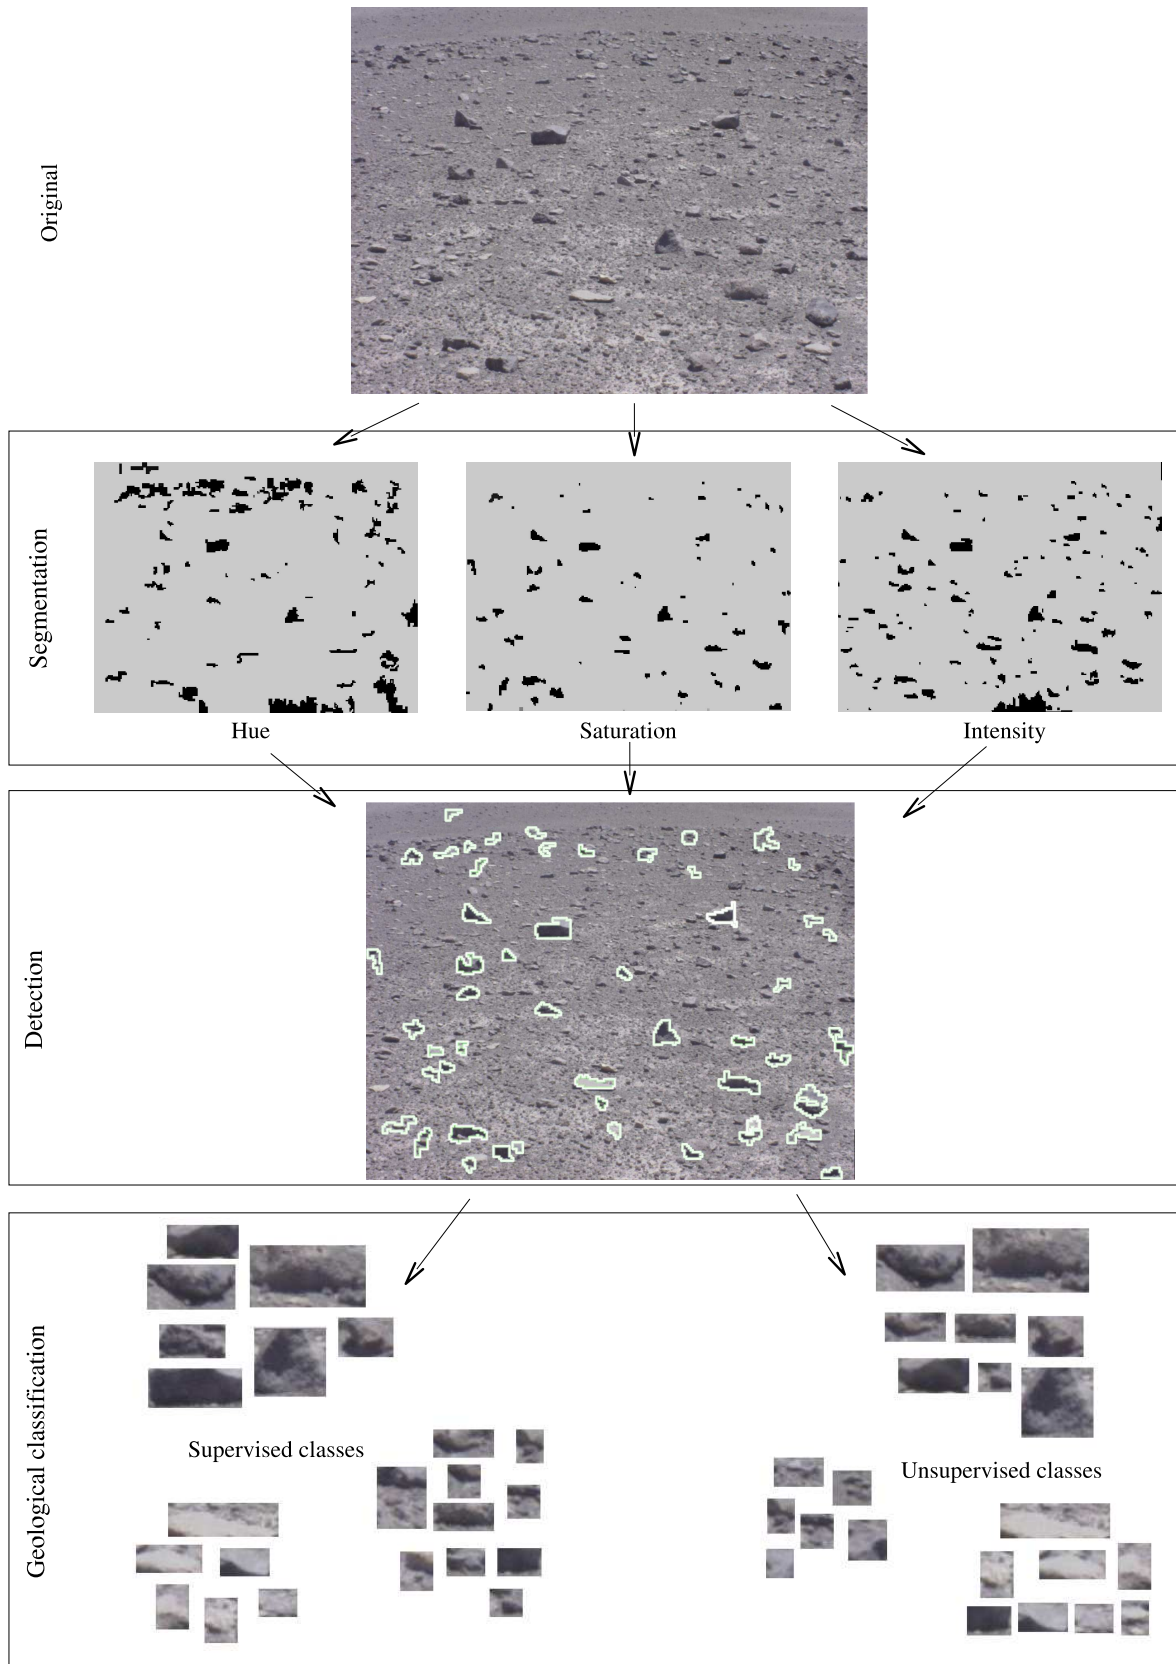 Original
Segmentation
Hue
Saturation
Intensity
Detection
Geological classification
Supervised classes
Unsupervised classes